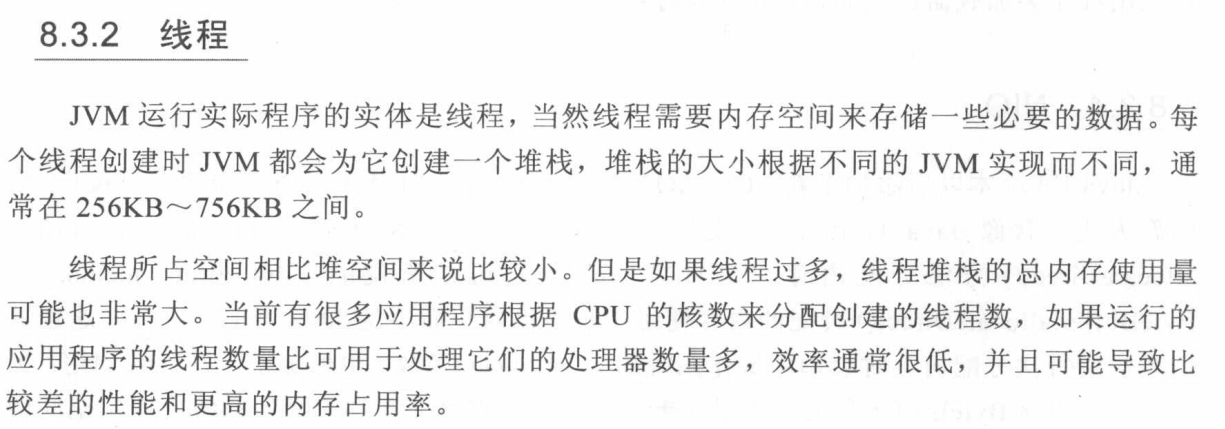 8.3.2 线程
JVM 运行实际程序的实体是线程，当然线程需要内存空间来存储一些必要的数据。每
个线程创建时 JVM 都会为它创建一个堆栈，堆栈的大小根据不同的 JVM 实现而不同，通
常在 256KB～756KB 之间。
线程所占空间相比堆空间来说比较小。但是如果线程过多，线程堆栈的总内存使用量
可能也非常大。当前有很多应用程序根据 CPU 的核数来分配创建的线程数，如果运行的
应用程序的线程数量比可用于处理它们的处理器数量多，效率通常很低，并且可能导致比
较差的性能和更高的内存占用率。